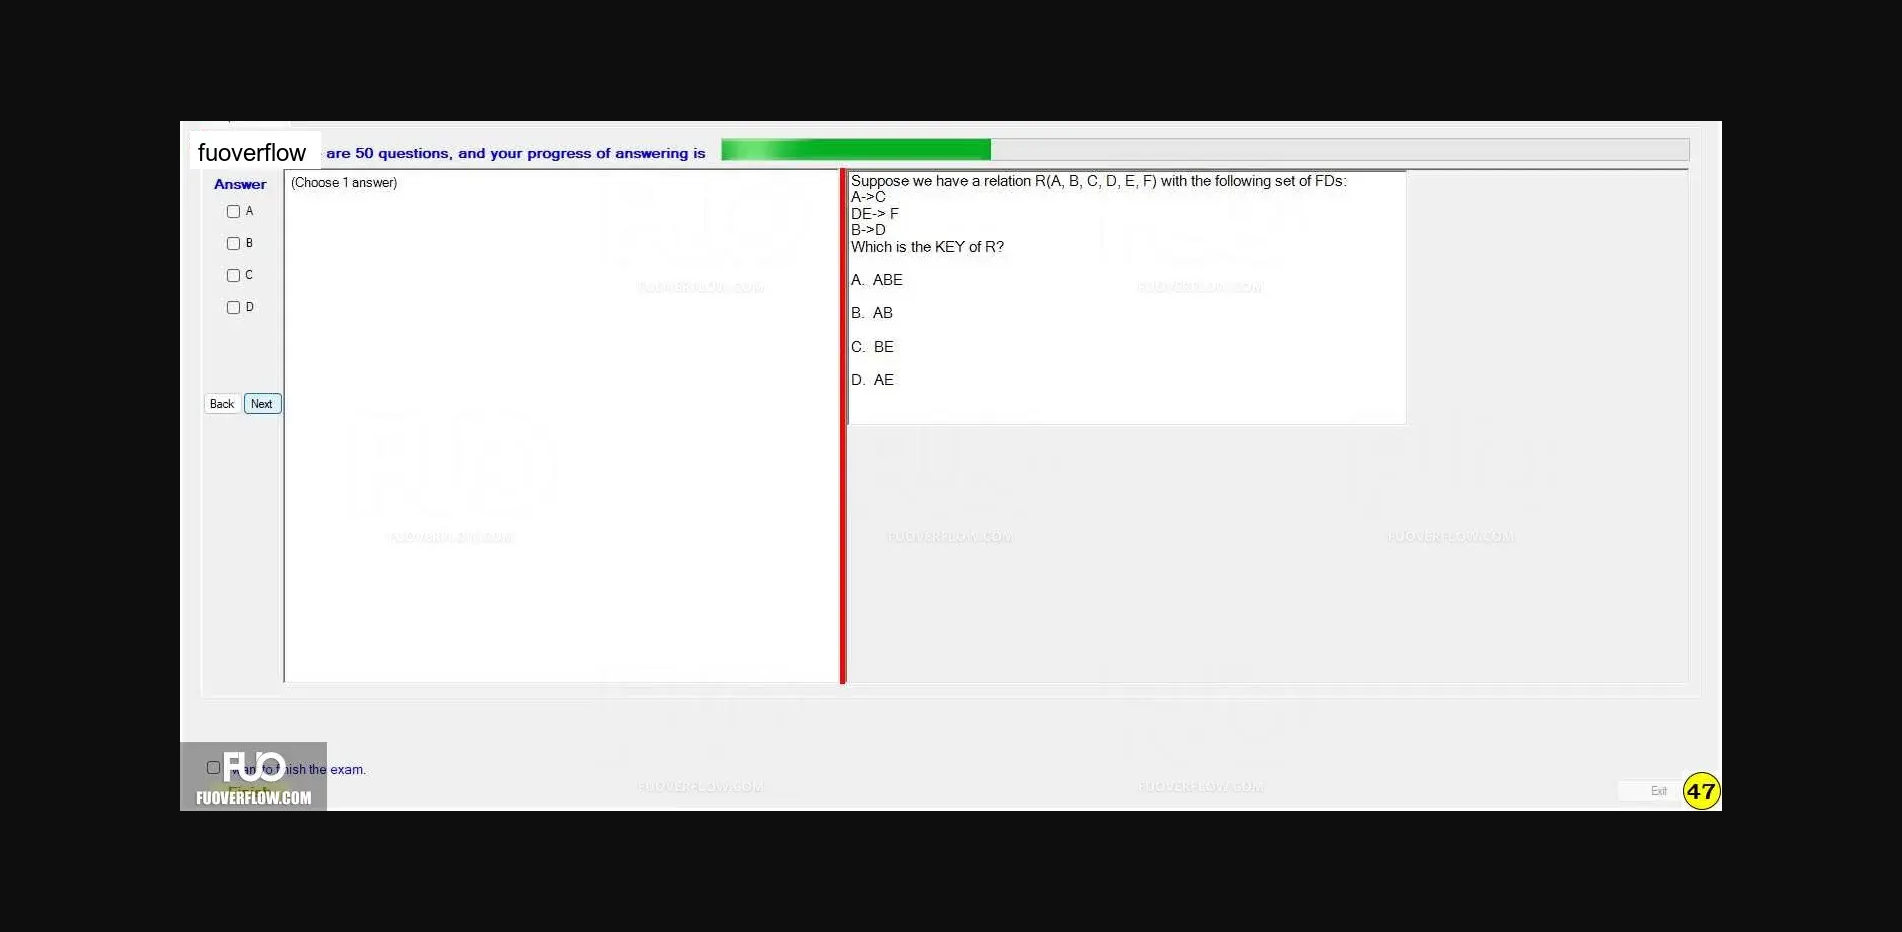 fuoverflow are 50 questions, and your progress of answering is
Answer
(Choose 1 answer)
A
B
C
D
Back Next
Suppose we have a relation R(A, B, C, D, E, F) with the following set of FDs:
A->C
DE-> F
B->D
Which is the KEY of R?
A. ABE
B. AB
C. BE
D. AE
FUOVERFLOW.COM
FUOVERFLOW.COM
FUOVERFLOW.COM
FUOVERFLOW.COM
FUOVERFLOW.COM
FUOVERFLOW.COM
FUOVERFLOW.COM
want to finish the exam.
Finish
FUO
FUOVERFLOW.COM
Exit
47